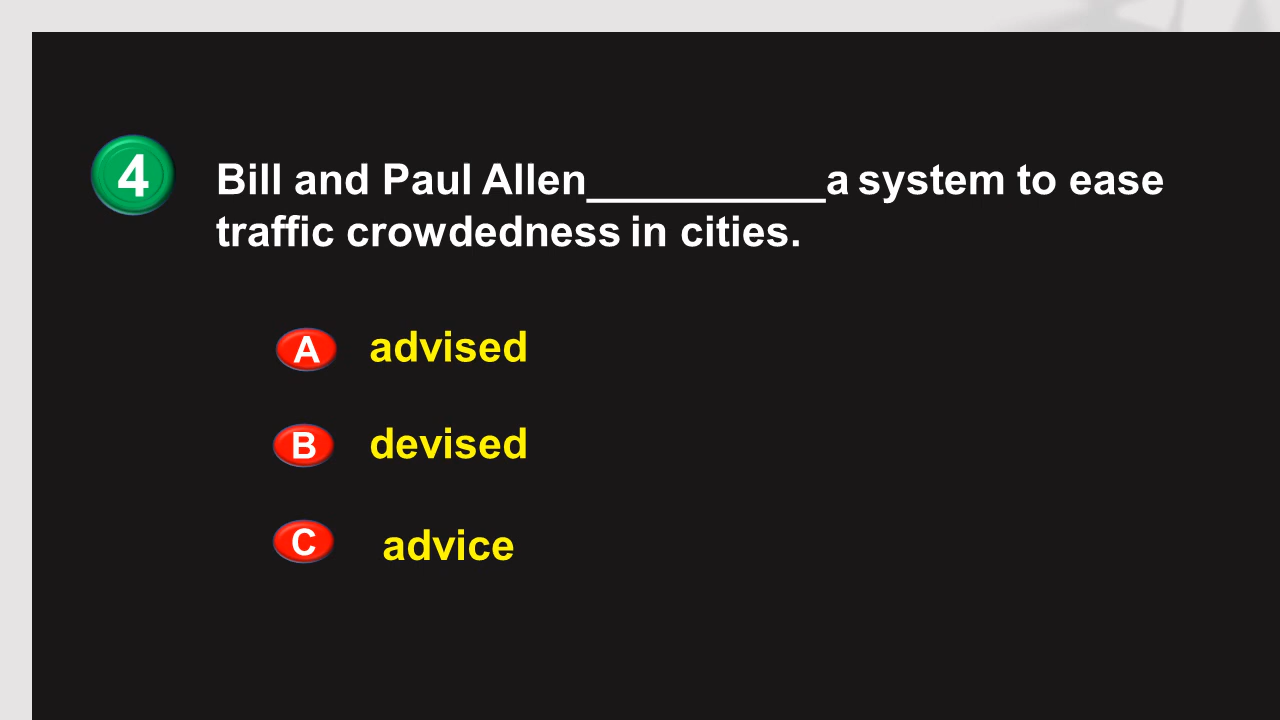 4
Bill and Paul Allen__________a system to ease
traffic crowdedness in cities.
A advised
B devised
C advice